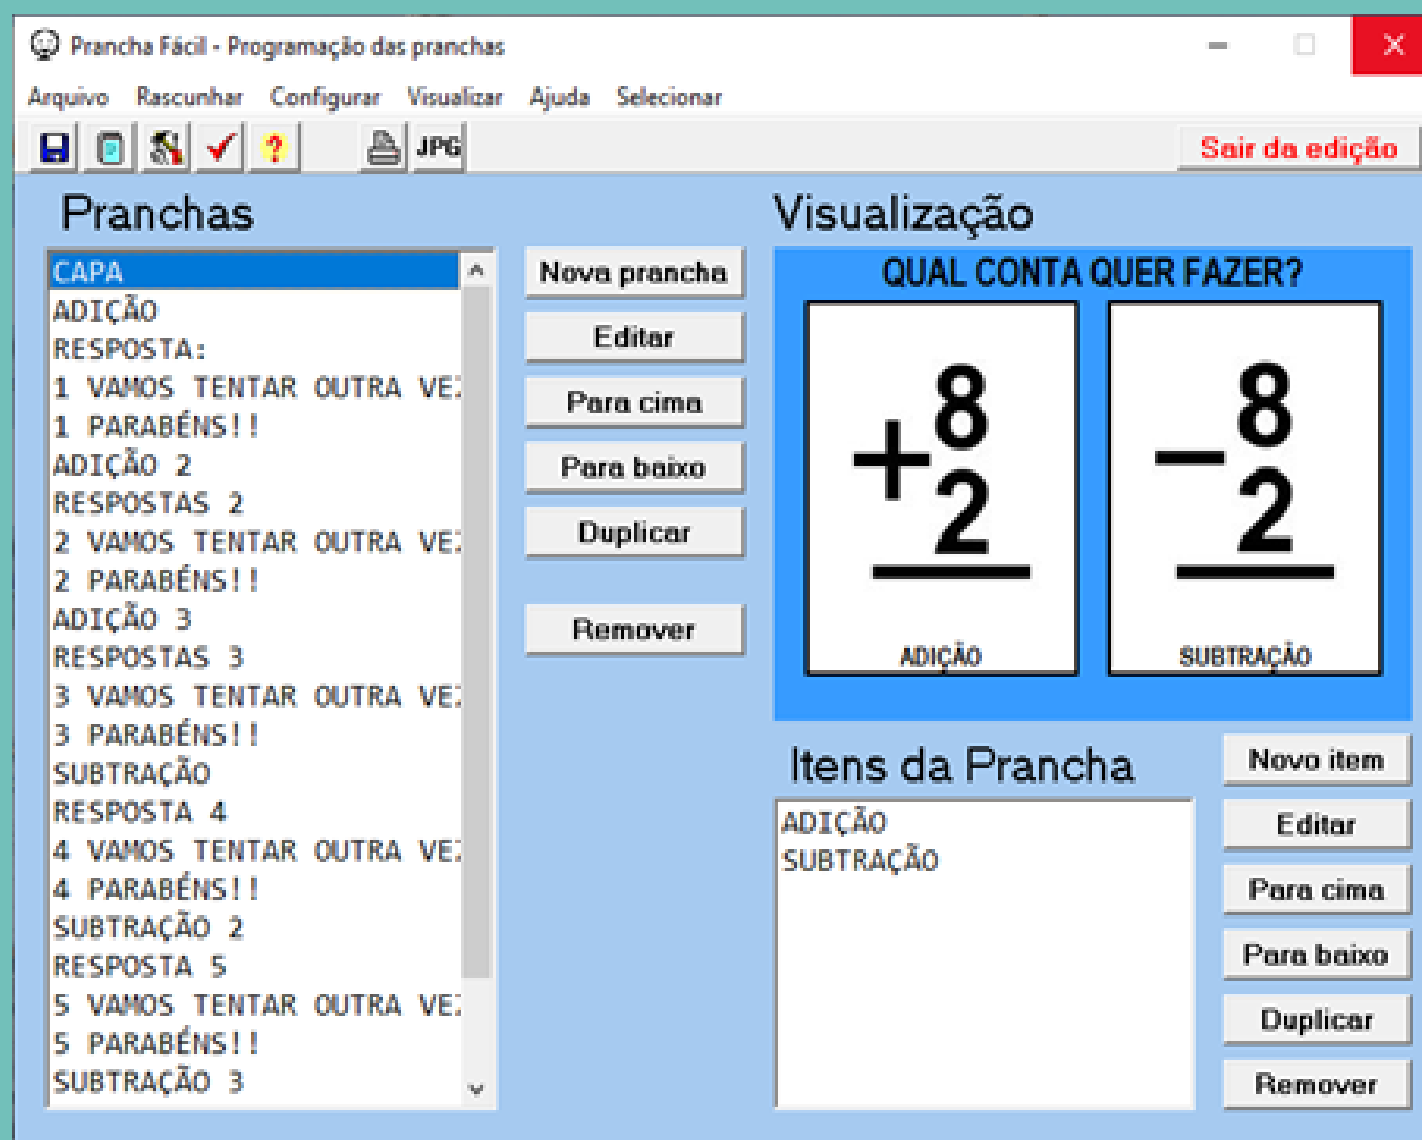 Prancha Fácil - Programação das pranchas
Arquivo Rascunhar Configurar Visualizar Ajuda Selecionar
? JPG Sair da edição
Pranchas
CAPA
ADIÇÃO
RESPOSTA:
1 VAMOS TENTAR OUTRA VEZ
1 PARABÉNS!!
ADIÇÃO 2
RESPOSTAS 2
2 VAMOS TENTAR OUTRA VEZ
2 PARABÉNS!!
ADIÇÃO 3
RESPOSTAS 3
3 VAMOS TENTAR OUTRA VEZ
3 PARABÉNS!!
SUBTRAÇÃO
RESPOSTA 4
4 VAMOS TENTAR OUTRA VEZ
4 PARABÉNS!!
SUBTRAÇÃO 2
RESPOSTA 5
5 VAMOS TENTAR OUTRA VEZ
5 PARABÉNS!!
SUBTRAÇÃO 3
Nova prancha
Editar
Para cima
Para baixo
Duplicar
Remover
Visualização
QUAL CONTA QUER FAZER?
+8
2
ADIÇÃO
−8
2
SUBTRAÇÃO
Itens da Prancha
ADIÇÃO
SUBTRAÇÃO
Novo item
Editar
Para cima
Para baixo
Duplicar
Remover